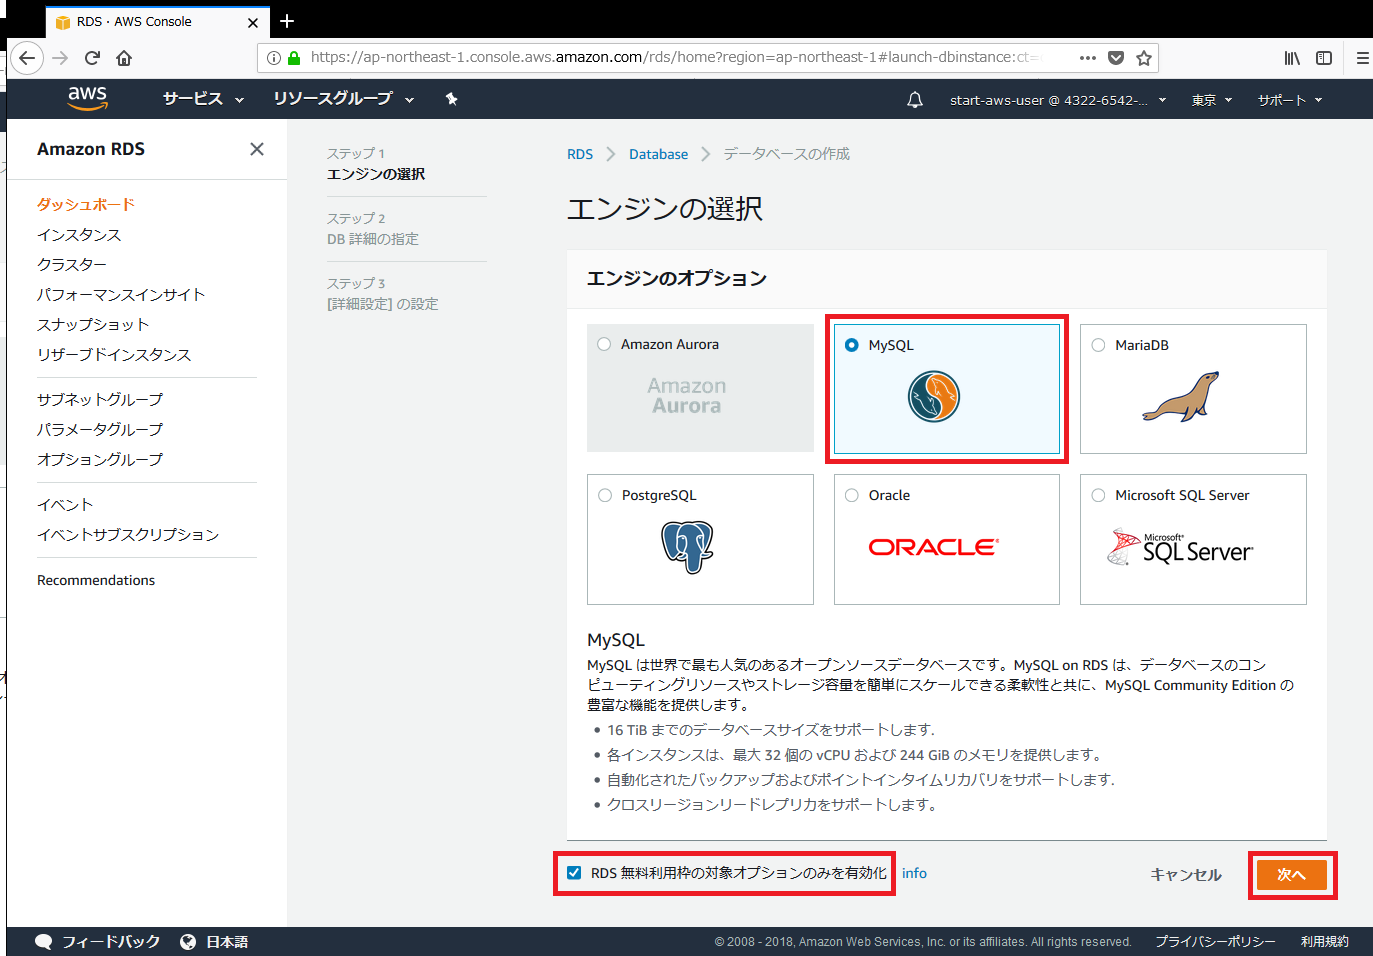 RDS · AWS Console
https://ap-northeast-1.console.aws.amazon.com/rds/home?region=ap-northeast-1#launch-dbinstance:ct=
aws
サービス
リソースグループ
start-aws-user @ 4322-6542-...
東京
サポート
Amazon RDS
ダッシュボード
インスタンス
クラスター
パフォーマンスインサイト
スナップショット
リザーブドインスタンス
サブネットグループ
パラメータグループ
オプショングループ
イベント
イベントサブスクリプション
Recommendations
ステップ 1
エンジンの選択
ステップ 2
DB 詳細の指定
ステップ 3
[詳細設定] の設定
RDS
Database
データベースの作成
エンジンの選択
エンジンのオプション
Amazon Aurora
Amazon
Aurora
MySQL
MariaDB
PostgreSQL
Oracle
ORACLE
Microsoft SQL Server
Microsoft
SQL Server
MySQL
MySQL は世界で最も人気のあるオープンソースデータベースです。MySQL on RDS は、データベースのコン
ピューティングリソースやストレージ容量を簡単にスケールできる柔軟性と共に、MySQL Community Edition の
豊富な機能を提供します。
• 16 TiB までのデータベースサイズをサポートします.
• 各インスタンスは、最大 32 個の vCPU および 244 GiB のメモリを提供します。
• 自動化されたバックアップおよびポイントインタイムリカバリをサポートします.
• クロスリージョンリードレプリカをサポートします。
RDS 無料利用枠の対象オプションのみを有効化
info
キャンセル
次へ
フィードバック
日本語
© 2008 - 2018, Amazon Web Services, Inc. or its affiliates. All rights reserved.
プライバシーポリシー
利用規約